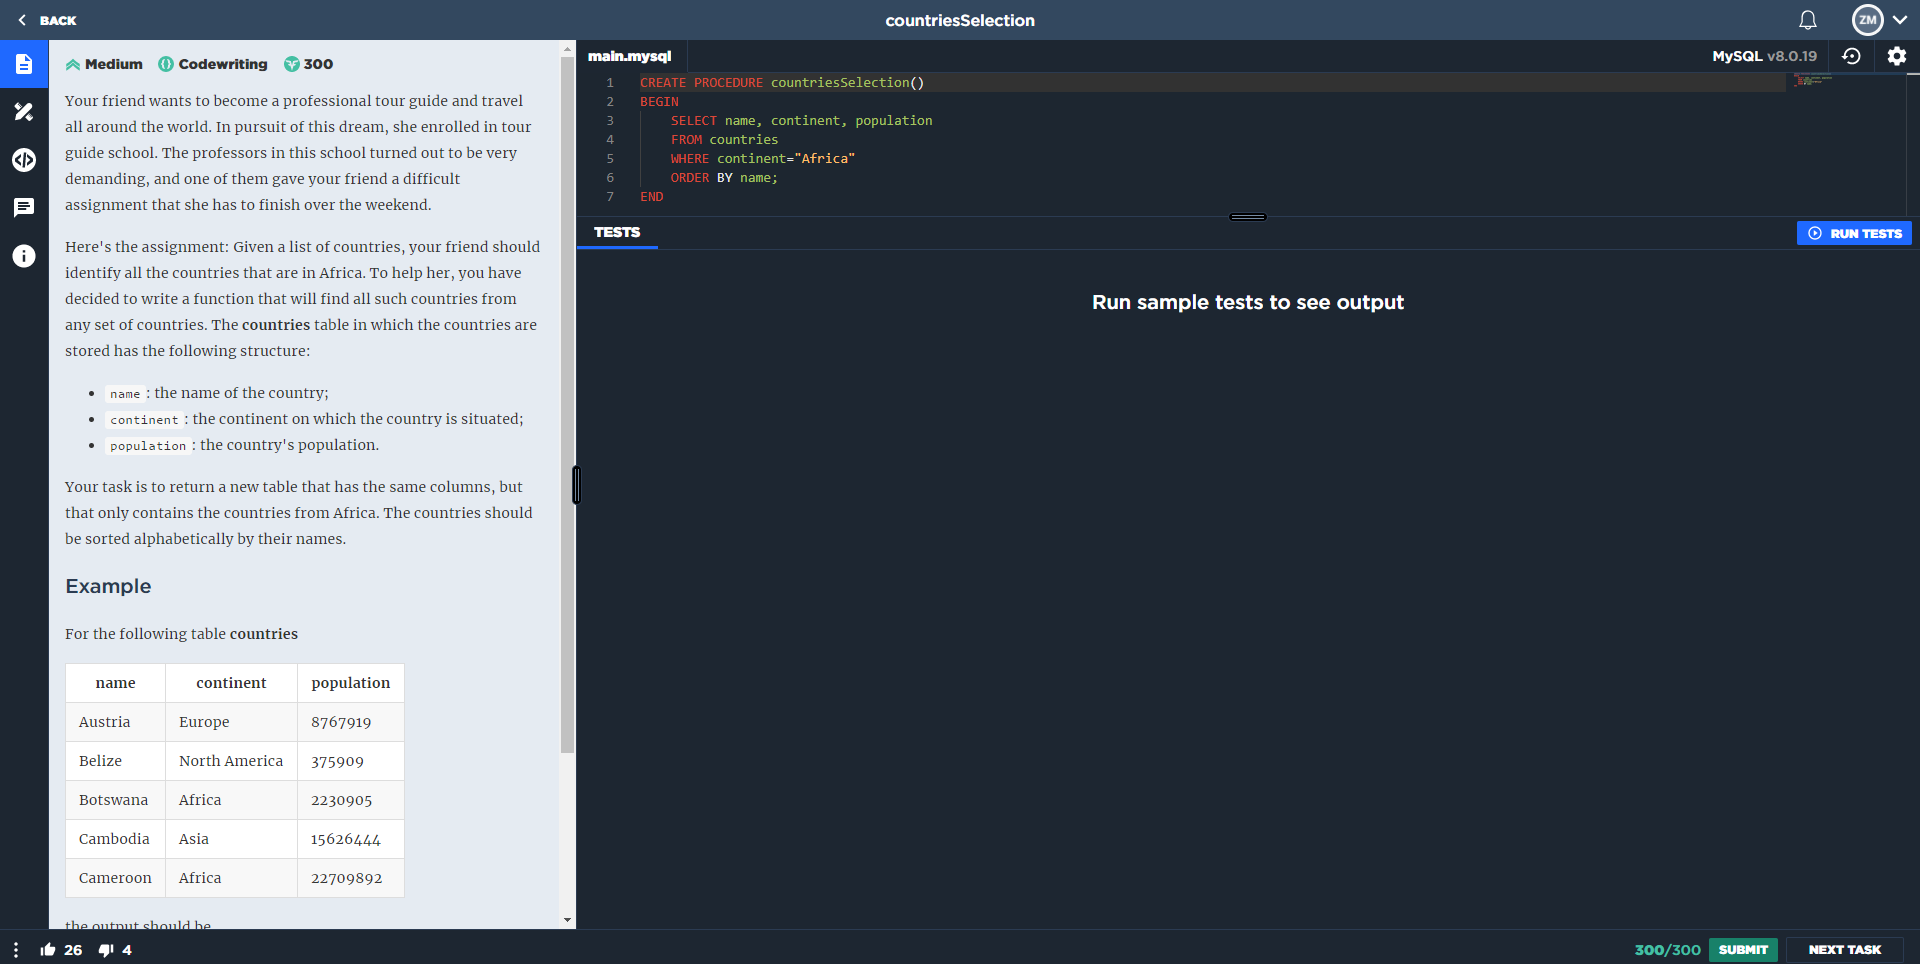 BACK
countriesSelection
ZM
Medium Codewriting 300
Your friend wants to become a professional tour guide and travel
all around the world. In pursuit of this dream, she enrolled in tour
guide school. The professors in this school turned out to be very
demanding, and one of them gave your friend a difficult
assignment that she has to finish over the weekend.
Here's the assignment: Given a list of countries, your friend should
identify all the countries that are in Africa. To help her, you have
decided to write a function that will find all such countries from
any set of countries. The countries table in which the countries are
stored has the following structure:
• name : the name of the country;
• continent : the continent on which the country is situated;
• population : the country's population.
Your task is to return a new table that has the same columns, but
that only contains the countries from Africa. The countries should
be sorted alphabetically by their names.
Example
For the following table countries
name continent population
Austria Europe 8767919
Belize North America 375909
Botswana Africa 2230905
Cambodia Asia 15626444
Cameroon Africa 22709892
the output should be
main.mysql
MySQL v8.0.19
1 CREATE PROCEDURE countriesSelection()
2 BEGIN
3 SELECT name, continent, population
4 FROM countries
5 WHERE continent="Africa"
6 ORDER BY name;
7 END
TESTS
RUN TESTS
Run sample tests to see output
26 4
300/300 SUBMIT NEXT TASK